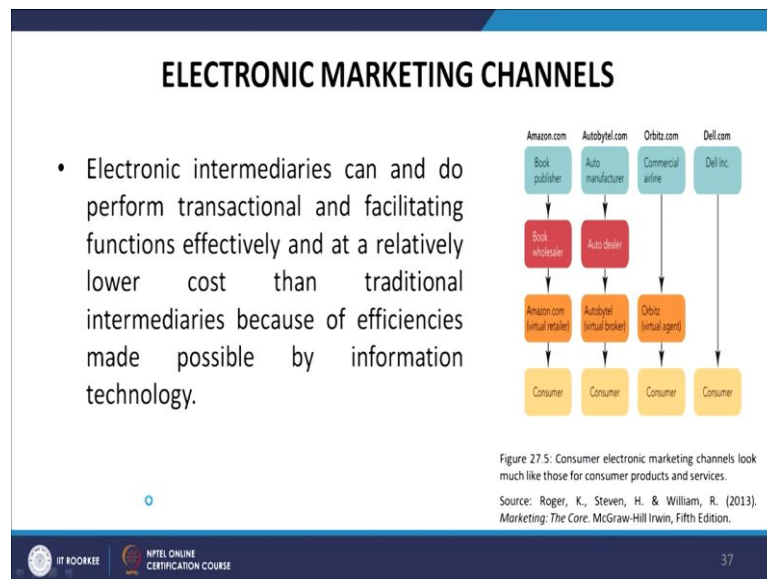 ELECTRONIC MARKETING CHANNELS
• Electronic intermediaries can and do
perform transactional and facilitating
functions effectively and at a relatively
lower cost than traditional
intermediaries because of efficiencies
made possible by information
technology.
Amazon.com Autobytel.com Orbitz.com Dell.com
Book publisher
Auto manufacturer
Commercial airline
Dell Inc.
Book wholesaler
Auto dealer
Amazon.com (virtual retailer)
Autobytel (virtual broker)
Orbitz (virtual agent)
Consumer Consumer Consumer Consumer
Figure 27.5: Consumer electronic marketing channels look
much like those for consumer products and services.
Source: Roger, K., Steven, H. & William, R. (2013).
Marketing: The Core. McGraw-Hill Irwin, Fifth Edition.
IIT ROORKEE
NPTEL ONLINE
CERTIFICATION COURSE
37